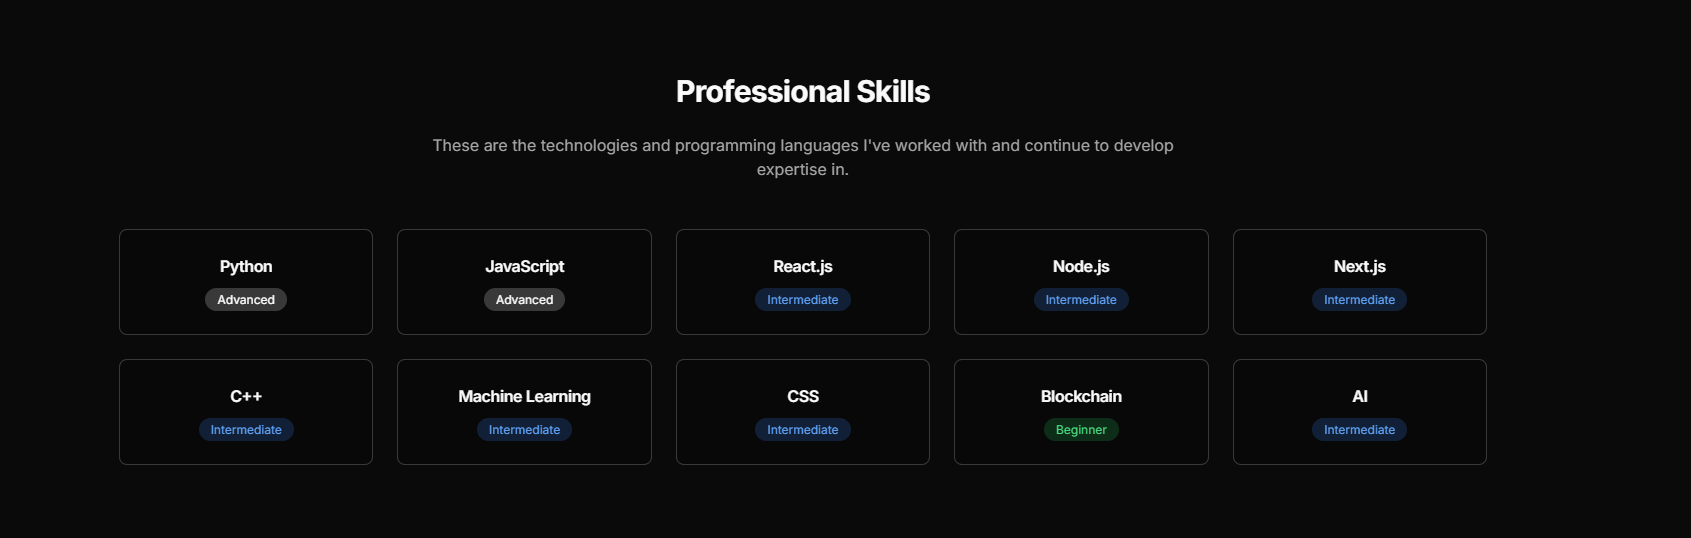 Professional Skills
These are the technologies and programming languages I've worked with and continue to develop
expertise in.
Python
Advanced
JavaScript
Advanced
React.js
Intermediate
Node.js
Intermediate
Next.js
Intermediate
C++
Intermediate
Machine Learning
Intermediate
CSS
Intermediate
Blockchain
Beginner
AI
Intermediate